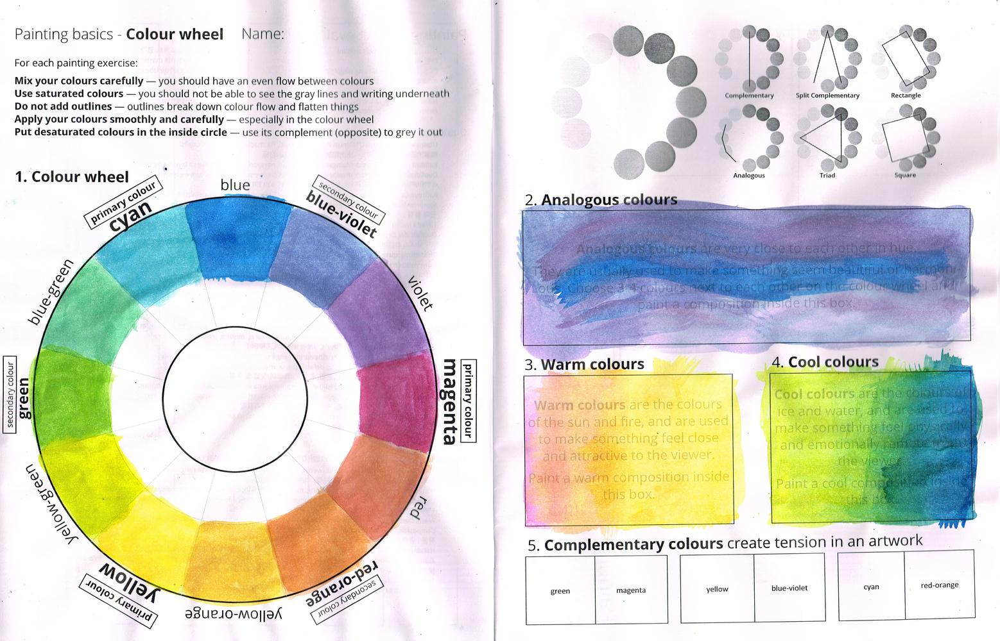 Painting basics - Colour wheel Name:
For each painting exercise:
Mix your colours carefully — you should have an even flow between colours
Use saturated colours — you should not be able to see the gray lines and writing underneath
Do not add outlines — outlines break down colour flow and flatten things
Apply your colours smoothly and carefully — especially in the colour wheel
Put desaturated colours in the inside circle — use its complement (opposite) to grey it out
1. Colour wheel
blue
secondary colour
blue-violet
violet
primary colour
magenta
red
red-orange
secondary colour
yellow-orange
yellow
primary colour
yellow-green
secondary colour
green
blue-green
primary colour
cyan
Complementary
Split Complementary
Rectangle
Analogous
Triad
Square
2. Analogous colours
Analogous colours are very close to each other in hue.
They are usually used to make something seem beautiful or harmoni-
ous. Choose 3-4 colours next to each other on the colour wheel and
paint a composition inside this box.
3. Warm colours
Warm colours are the colours
of the sun and fire, and are used
to make something feel close
and attractive to the viewer.
Paint a warm composition inside
this box.
4. Cool colours
Cool colours are the colours of
ice and water, and are used to
make something feel physically
and emotionally remote from
the viewer.
Paint a cool composition inside
this box.
5. Complementary colours create tension in an artwork
green
magenta
yellow
blue-violet
cyan
red-orange